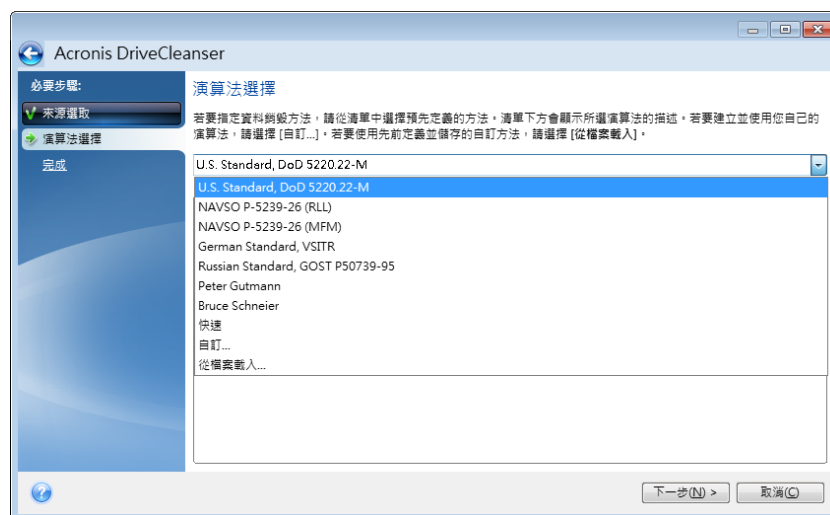 Acronis DriveCleanser
必要步驟:
來源選取
演算法選擇
完成
演算法選擇
若要指定資料銷毀方法，請從清單中選擇預先定義的方法。清單下方會顯示所選演算法的描述。若要建立並使用您自己的
演算法，請選擇 [自訂...]。若要使用先前定義並儲存的自訂方法，請選擇 [從檔案載入]。
U.S. Standard, DoD 5220.22-M
U.S. Standard, DoD 5220.22-M
NAVSO P-5239-26 (RLL)
NAVSO P-5239-26 (MFM)
German Standard, VSITR
Russian Standard, GOST P50739-95
Peter Gutmann
Bruce Schneier
快速
自訂...
從檔案載入...
下一步(N) >
取消(C)